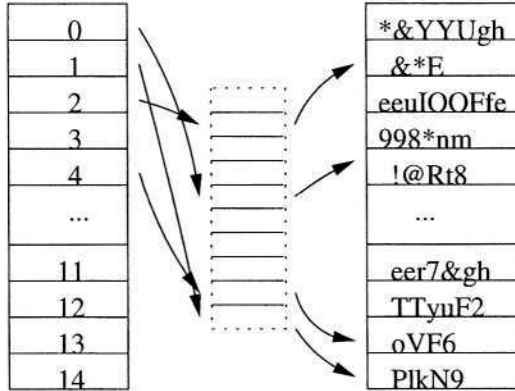 0
1
2
3
4
...
11
12
13
14
*&YYUgh
&*E
eeuIOOFfe
998*nm
!@Rt8
...
eer7&gh
TTyuF2
oVF6
PlkN9